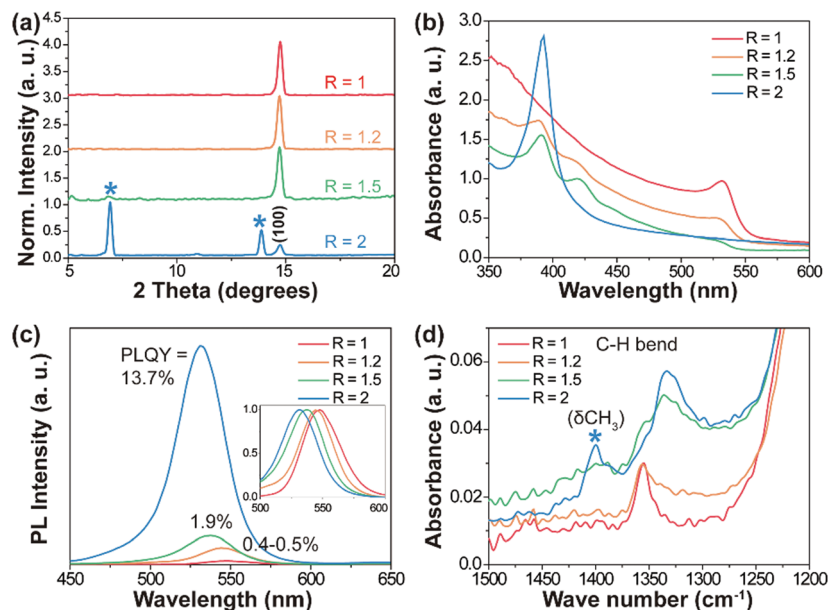 (a)
4.5
4.0
3.5
3.0
2.5
2.0
1.5
1.0
0.5
0.0
Norm. Intensity (a. u.)
R = 1
R = 1.2
R = 1.5
*
*
(100)
R = 2
5 10 15 20
2 Theta (degrees)
(b)
3.0
2.5
2.0
1.5
1.0
0.5
0.0
Absorbance (a. u.)
R = 1
R = 1.2
R = 1.5
R = 2
350 400 450 500 550 600
Wavelength (nm)
(c)
PL Intensity (a. u.)
PLQY =
13.7%
R = 1
R = 1.2
R = 1.5
R = 2
1.0
0.5
0.0
500 550 600
1.9%
0.4-0.5%
450 500 550 600 650
Wavelength (nm)
(d)
0.06
0.04
0.02
0.00
Absorbance (a. u.)
R = 1
R = 1.2
R = 1.5
R = 2
C-H bend
(δCH₃)
*
1500 1450 1400 1350 1300 1250 1200
Wave number (cm⁻¹)